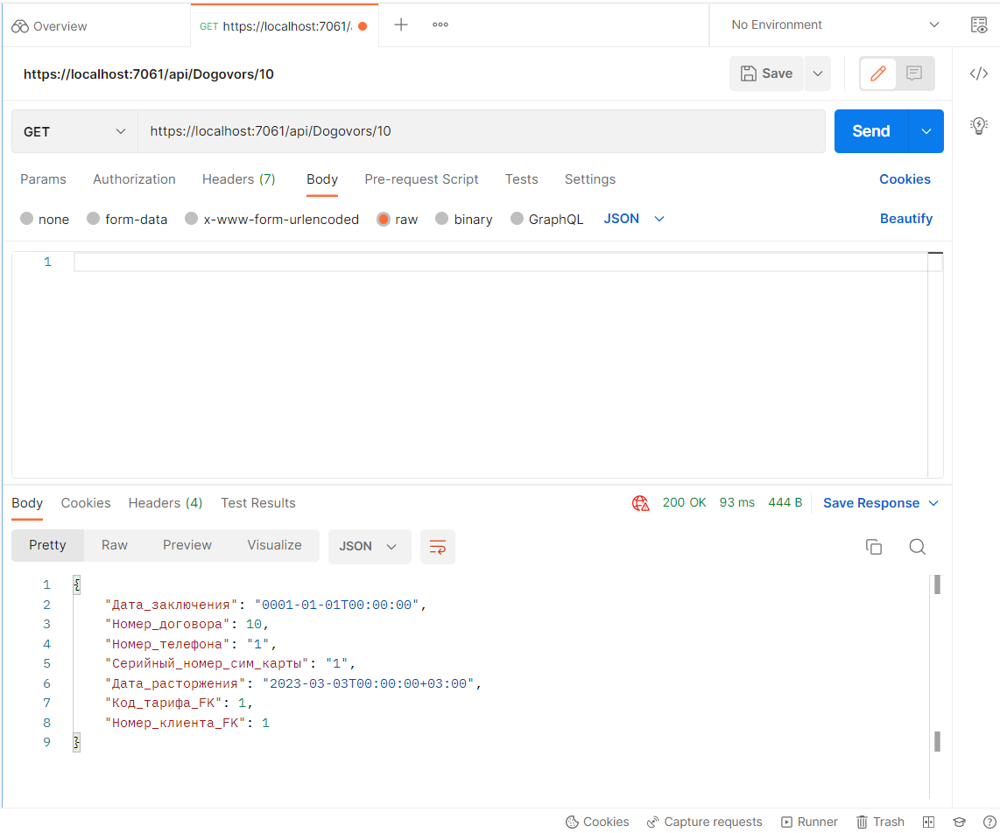 Overview
GET https://localhost:7061/
No Environment
https://localhost:7061/api/Dogovors/10
Save
GET
https://localhost:7061/api/Dogovors/10
Send
Params Authorization Headers (7) Body Pre-request Script Tests Settings Cookies
none form-data x-www-form-urlencoded raw binary GraphQL JSON Beautify
1
Body Cookies Headers (4) Test Results 200 OK 93 ms 444 B Save Response
Pretty Raw Preview Visualize JSON
1 {
2 "Дата_заключения": "0001-01-01T00:00:00",
3 "Номер_договора": 10,
4 "Номер_телефона": "1",
5 "Серийный_номер_сим_карты": "1",
6 "Дата_расторжения": "2023-03-03T00:00:00+03:00",
7 "Код_тарифа_FK": 1,
8 "Номер_клиента_FK": 1
9 }
Cookies Capture requests Runner Trash